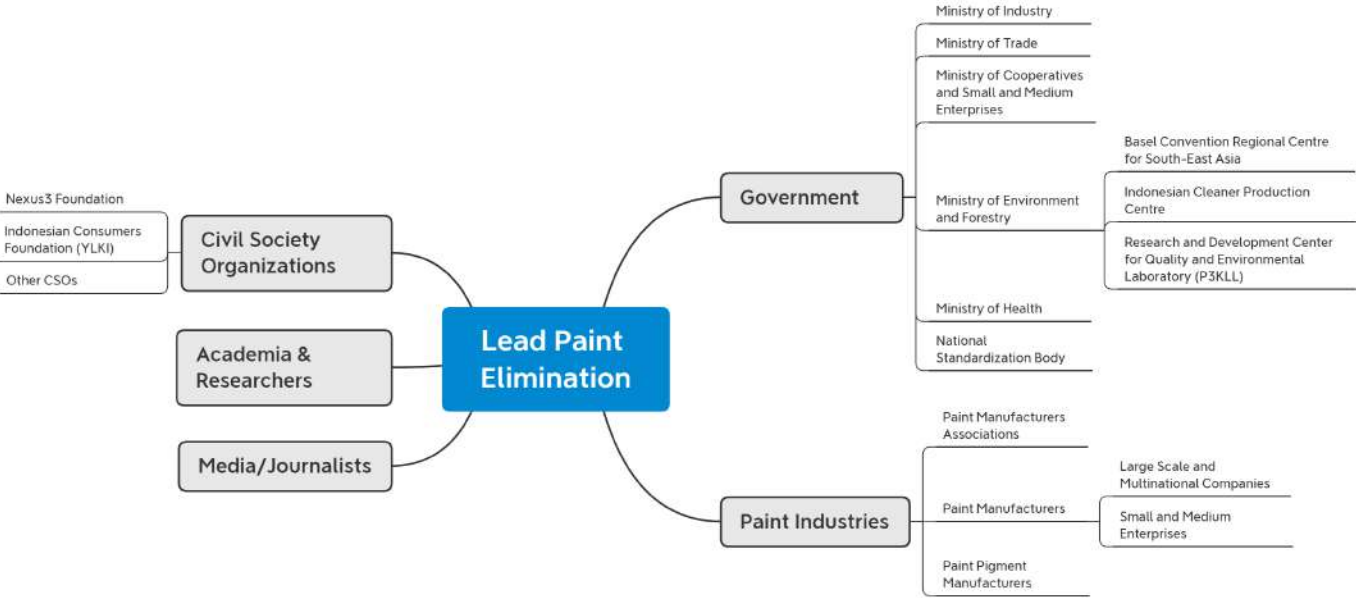 Lead Paint
Elimination
Civil Society
Organizations
Nexus3 Foundation
Indonesian Consumers
Foundation (YLKI)
Other CSOs
Academia &
Researchers
Media/Journalists
Government
Ministry of Industry
Ministry of Trade
Ministry of Cooperatives
and Small and Medium
Enterprises
Ministry of Environment
and Forestry
Basel Convention Regional Centre
for South-East Asia
Indonesian Cleaner Production
Centre
Research and Development Center
for Quality and Environmental
Laboratory (P3KLL)
Ministry of Health
National
Standardization Body
Paint Industries
Paint Manufacturers
Associations
Paint Manufacturers
Large Scale and
Multinational Companies
Small and Medium
Enterprises
Paint Pigment
Manufacturers